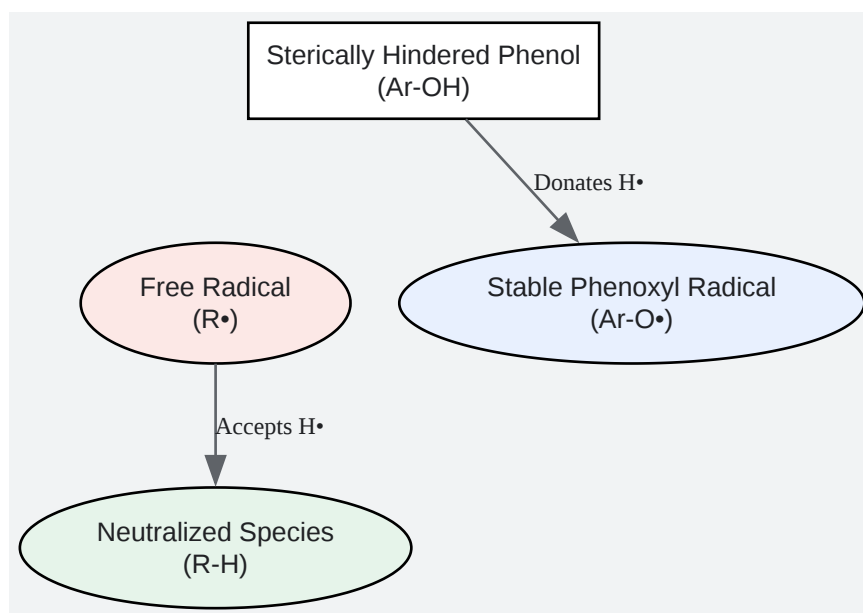 Sterically Hindered Phenol
(Ar-OH)
Donates H•
Free Radical
(R•)
Stable Phenoxyl Radical
(Ar-O•)
Accepts H•
Neutralized Species
(R-H)